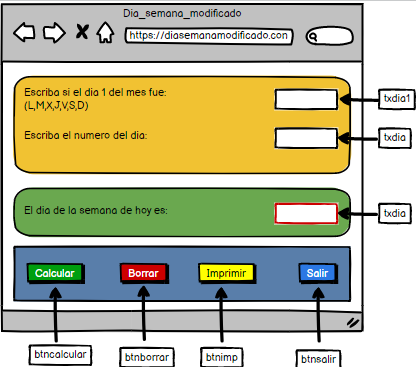 Dia_semana_modificado
https://diasemanamodificado.con
Escriba si el dia 1 del mes fue:
(L,M,X,J,V,S,D)
txdia1
Escriba el numero del dia:
txdia
El dia de la semana de hoy es:
txdia
Calcular Borrar Imprimir Salir
btncalcular btnborrar btnimp btnsalir